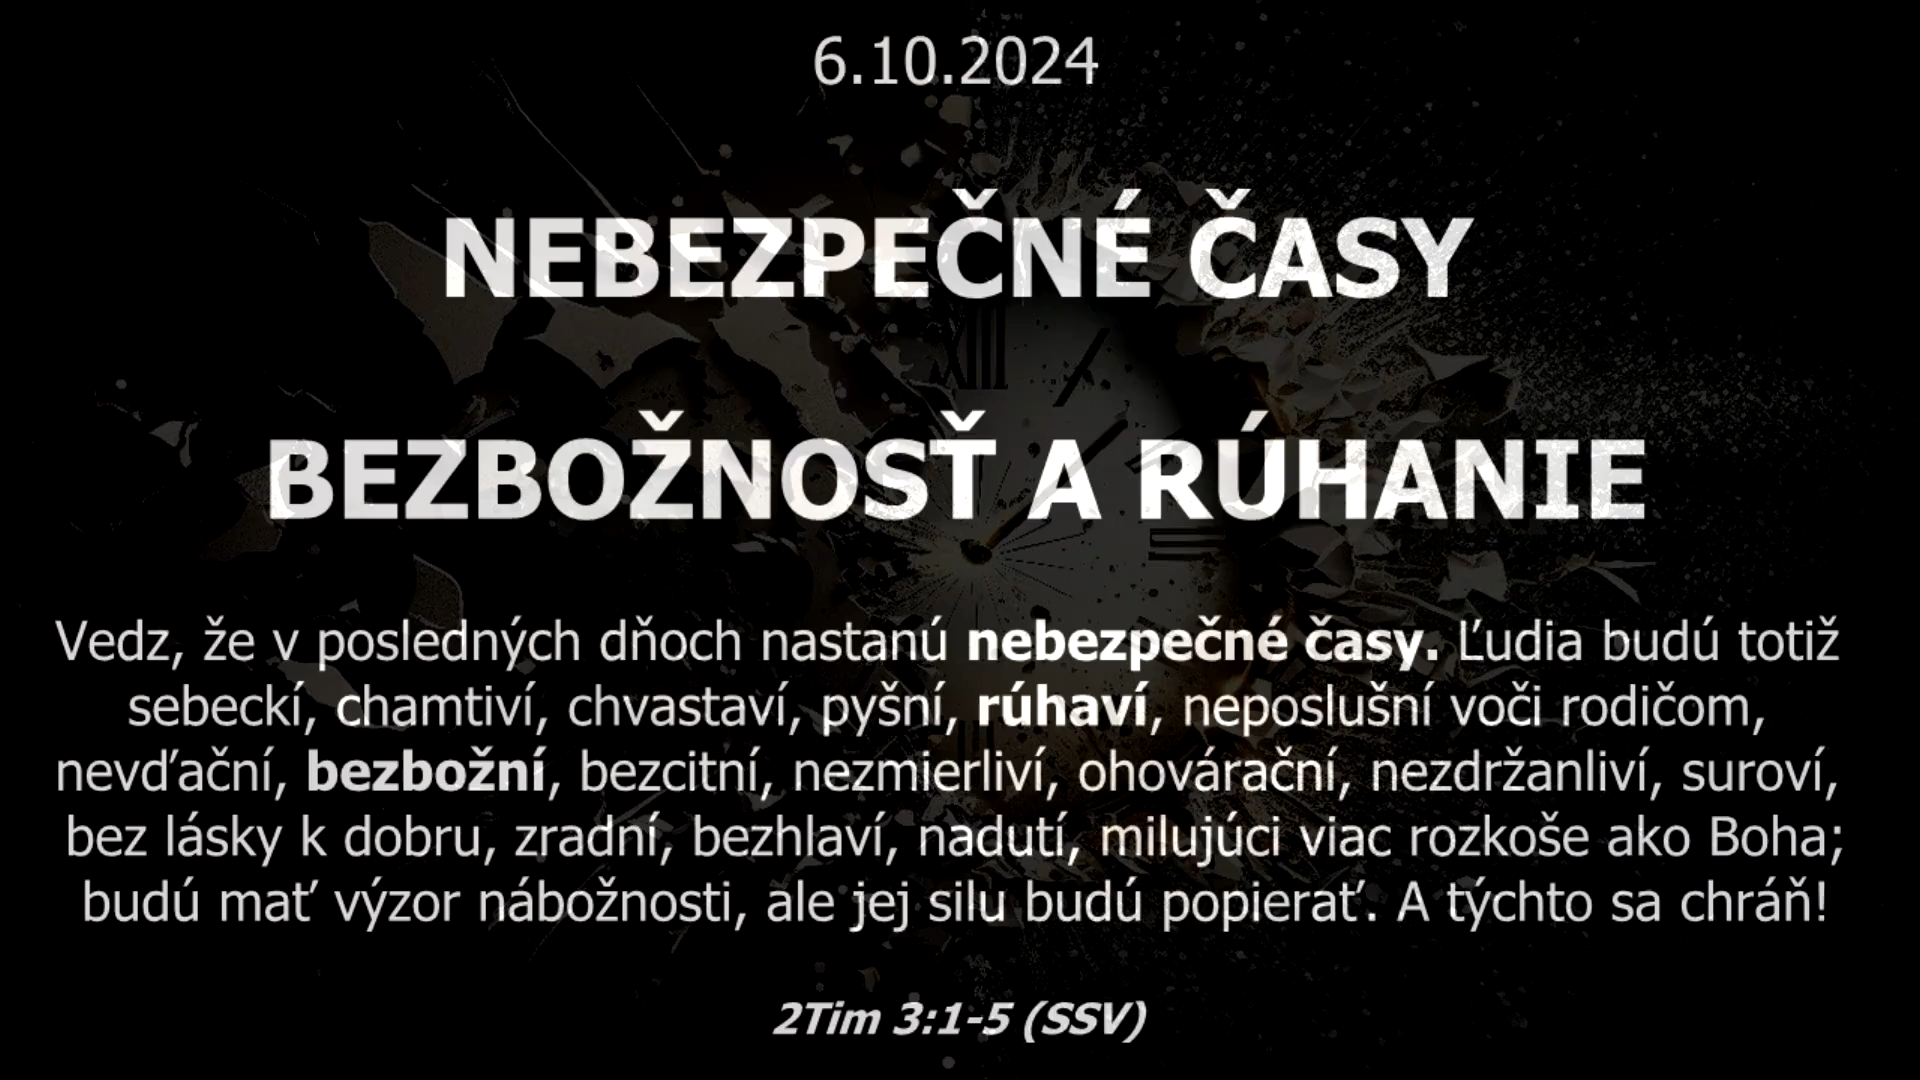 6.10.2024
NEBEZPEČNÉ ČASY
BEZBOŽNOSŤ A RÚHANIE
Vedz, že v posledných dňoch nastanú nebezpečné časy. Ľudia budú totiž
sebeckí, chamtiví, chvastaví, pyšní, rúhaví, neposlušní voči rodičom,
nevďační, bezbožní, bezcitní, nezmierliví, ohovárační, nezdržanliví, suroví,
bez lásky k dobru, zradní, bezhlaví, nadutí, milujúci viac rozkoše ako Boha;
budú mať výzor nábožnosti, ale jej silu budú popierať. A týchto sa chráň!
2Tim 3:1-5 (SSV)